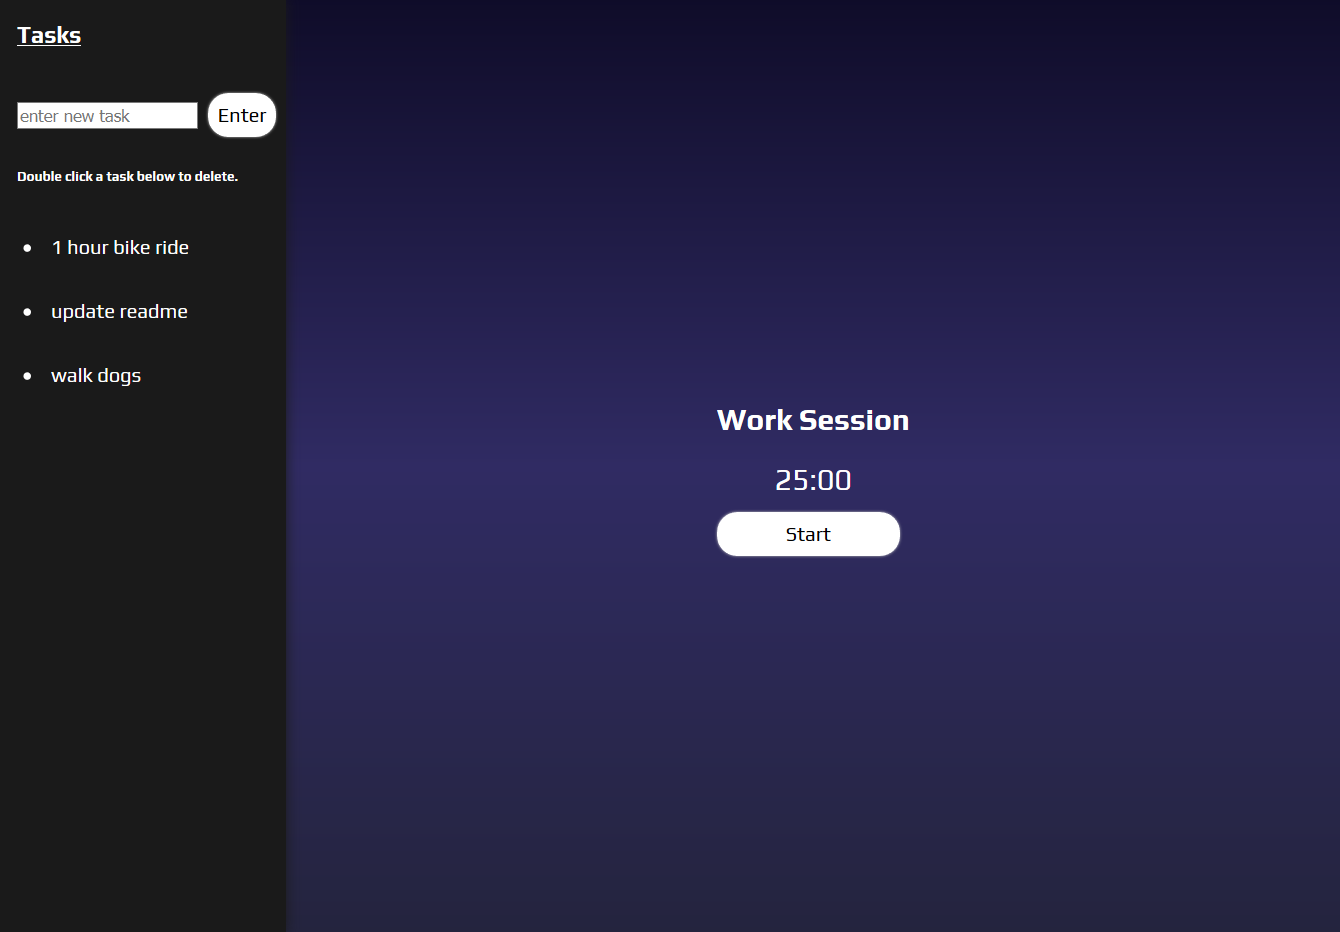 Tasks
enter new task
Enter
Double click a task below to delete.
1 hour bike ride
update readme
walk dogs
Work Session
25:00
Start